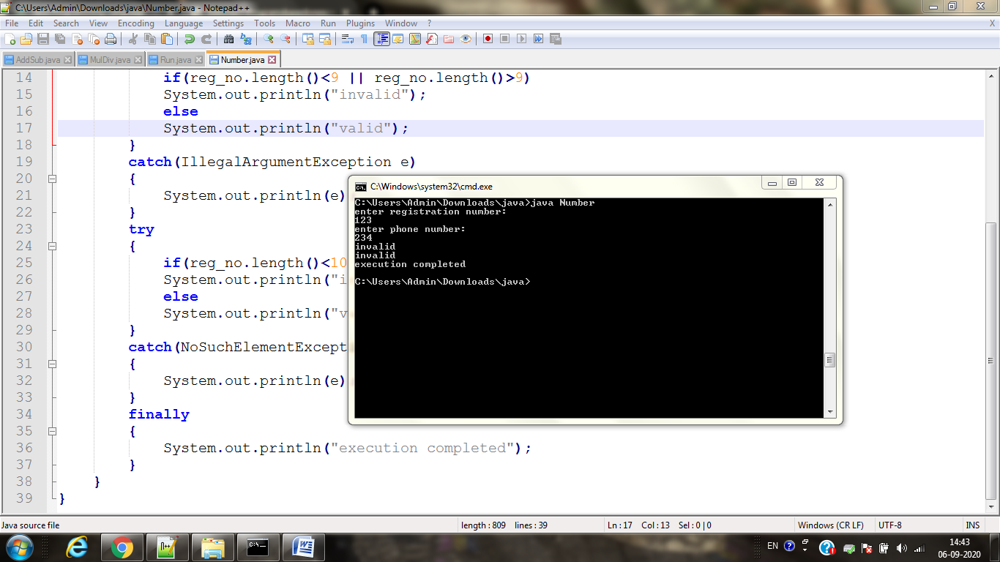 C:\Users\Admin\Downloads\java\Number.java - Notepad++
File Edit Search View Encoding Language Settings Tools Macro Run Plugins Window ? X
AddSub.java MulDiv.java Run.java Number.java
14 if(reg_no.length()<9 || reg_no.length()>9)
15 System.out.println("invalid");
16 else
17 System.out.println("valid");
18 }
19 catch(IllegalArgumentException e)
20 {
21 System.out.println(e)
22 }
23 try
24 {
25 if(reg_no.length()<10
26 System.out.println("i
27 else
28 System.out.println("v
29 }
30 catch(NoSuchElementExcept
31 {
32 System.out.println(e)
33 }
34 finally
35 {
36 System.out.println("execution completed");
37 }
38 }
39 }
C:\Windows\system32\cmd.exe
C:\Users\Admin\Downloads\java>java Number
enter registration number:
123
enter phone number:
234
invalid
invalid
execution completed
C:\Users\Admin\Downloads\java>
Java source file length : 809 lines : 39 Ln : 17 Col : 13 Sel : 0 | 0 Windows (CR LF) UTF-8 INS
EN 14:43
06-09-2020